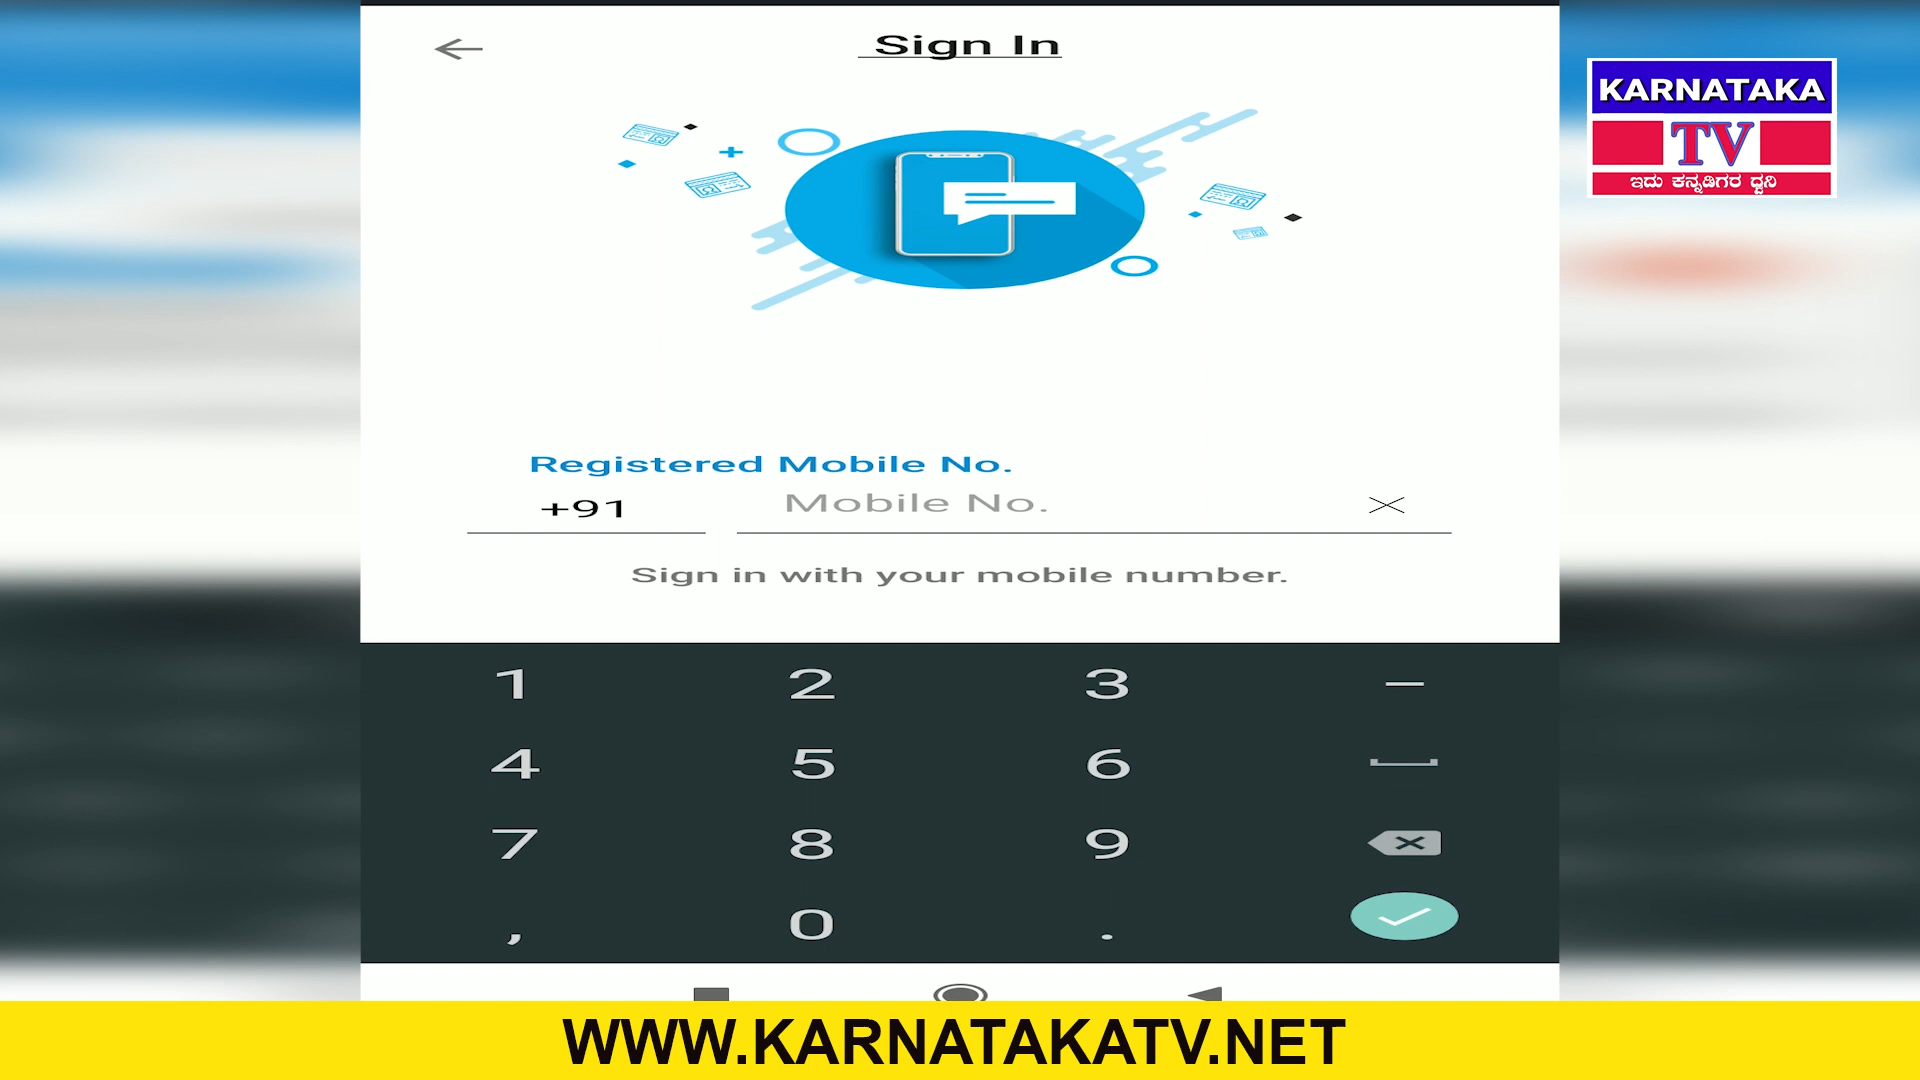 Sign In
KARNATAKA
TV
ಇದು ಕನ್ನಡಿಗರ ಧ್ವನಿ
Registered Mobile No.
+91 Mobile No.
Sign in with your mobile number.
1 2 3 –
4 5 6
7 8 9
, 0 .
WWW.KARNATAKATV.NET